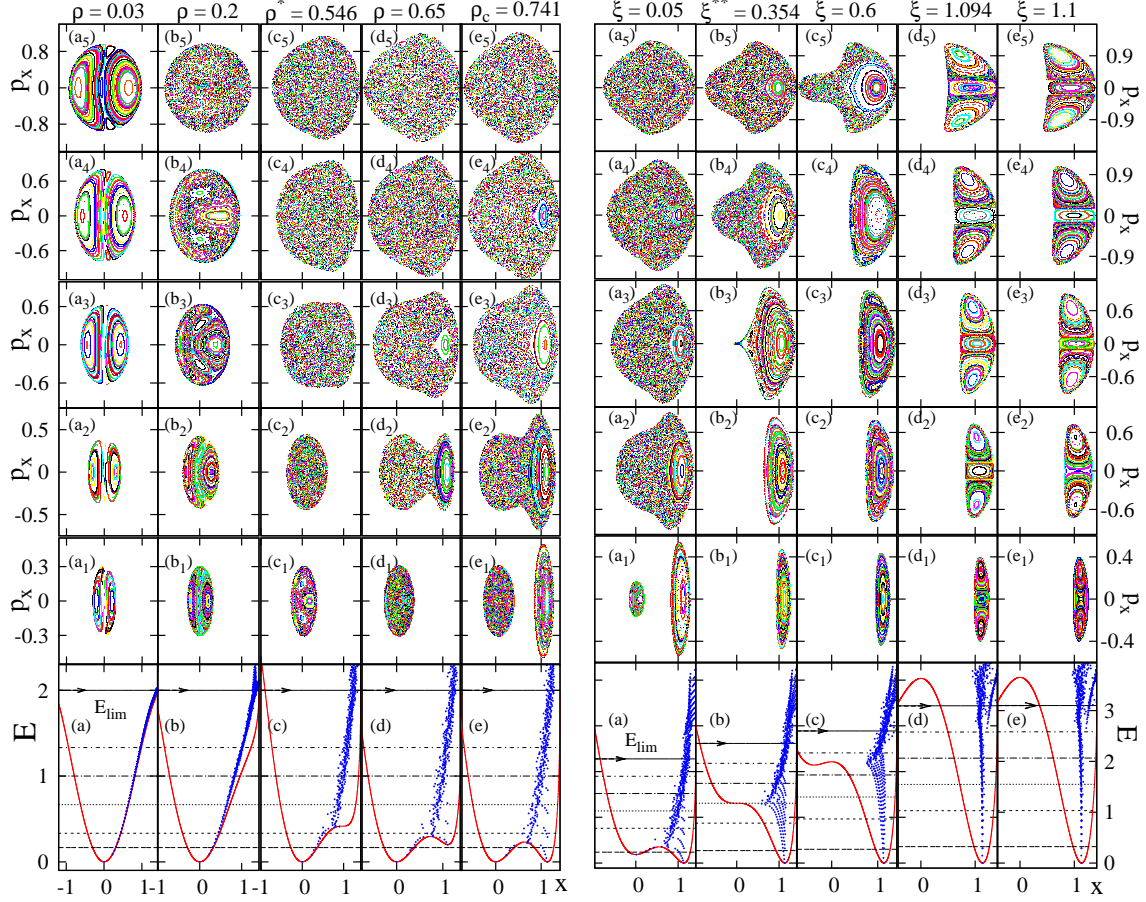 ρ = 0.03 ρ = 0.2 ρ* = 0.546 ρ = 0.65 ρc = 0.741 ξ = 0.05 ξ** = 0.354 ξ = 0.6 ξ = 1.094 ξ = 1.1
(a5) (b5) (c5) (d5) (e5) (a5) (b5) (c5) (d5) (e5)
px 0.8 0 -0.8 0.9 0 -0.9 px
(a4) (b4) (c4) (d4) (e4) (a4) (b4) (c4) (d4) (e4)
px 0.6 0 -0.6 0.9 0 -0.9 px
(a3) (b3) (c3) (d3) (e3) (a3) (b3) (c3) (d3) (e3)
px 0.6 0 -0.6 0.6 0 -0.6 px
(a2) (b2) (c2) (d2) (e2) (a2) (b2) (c2) (d2) (e2)
px 0.5 0 -0.5 0.6 0 -0.6 px
(a1) (b1) (c1) (d1) (e1) (a1) (b1) (c1) (d1) (e1)
px 0.3 0 -0.3 0.4 0 -0.4 px
E 2 1 0 3 2 1 0 E
Elim Elim
(a) (b) (c) (d) (e) (a) (b) (c) (d) (e)
-1 0 1 -1 0 1 -1 0 1 0 1 0 1 x 0 1 0 1 0 1 0 1 0 1 x